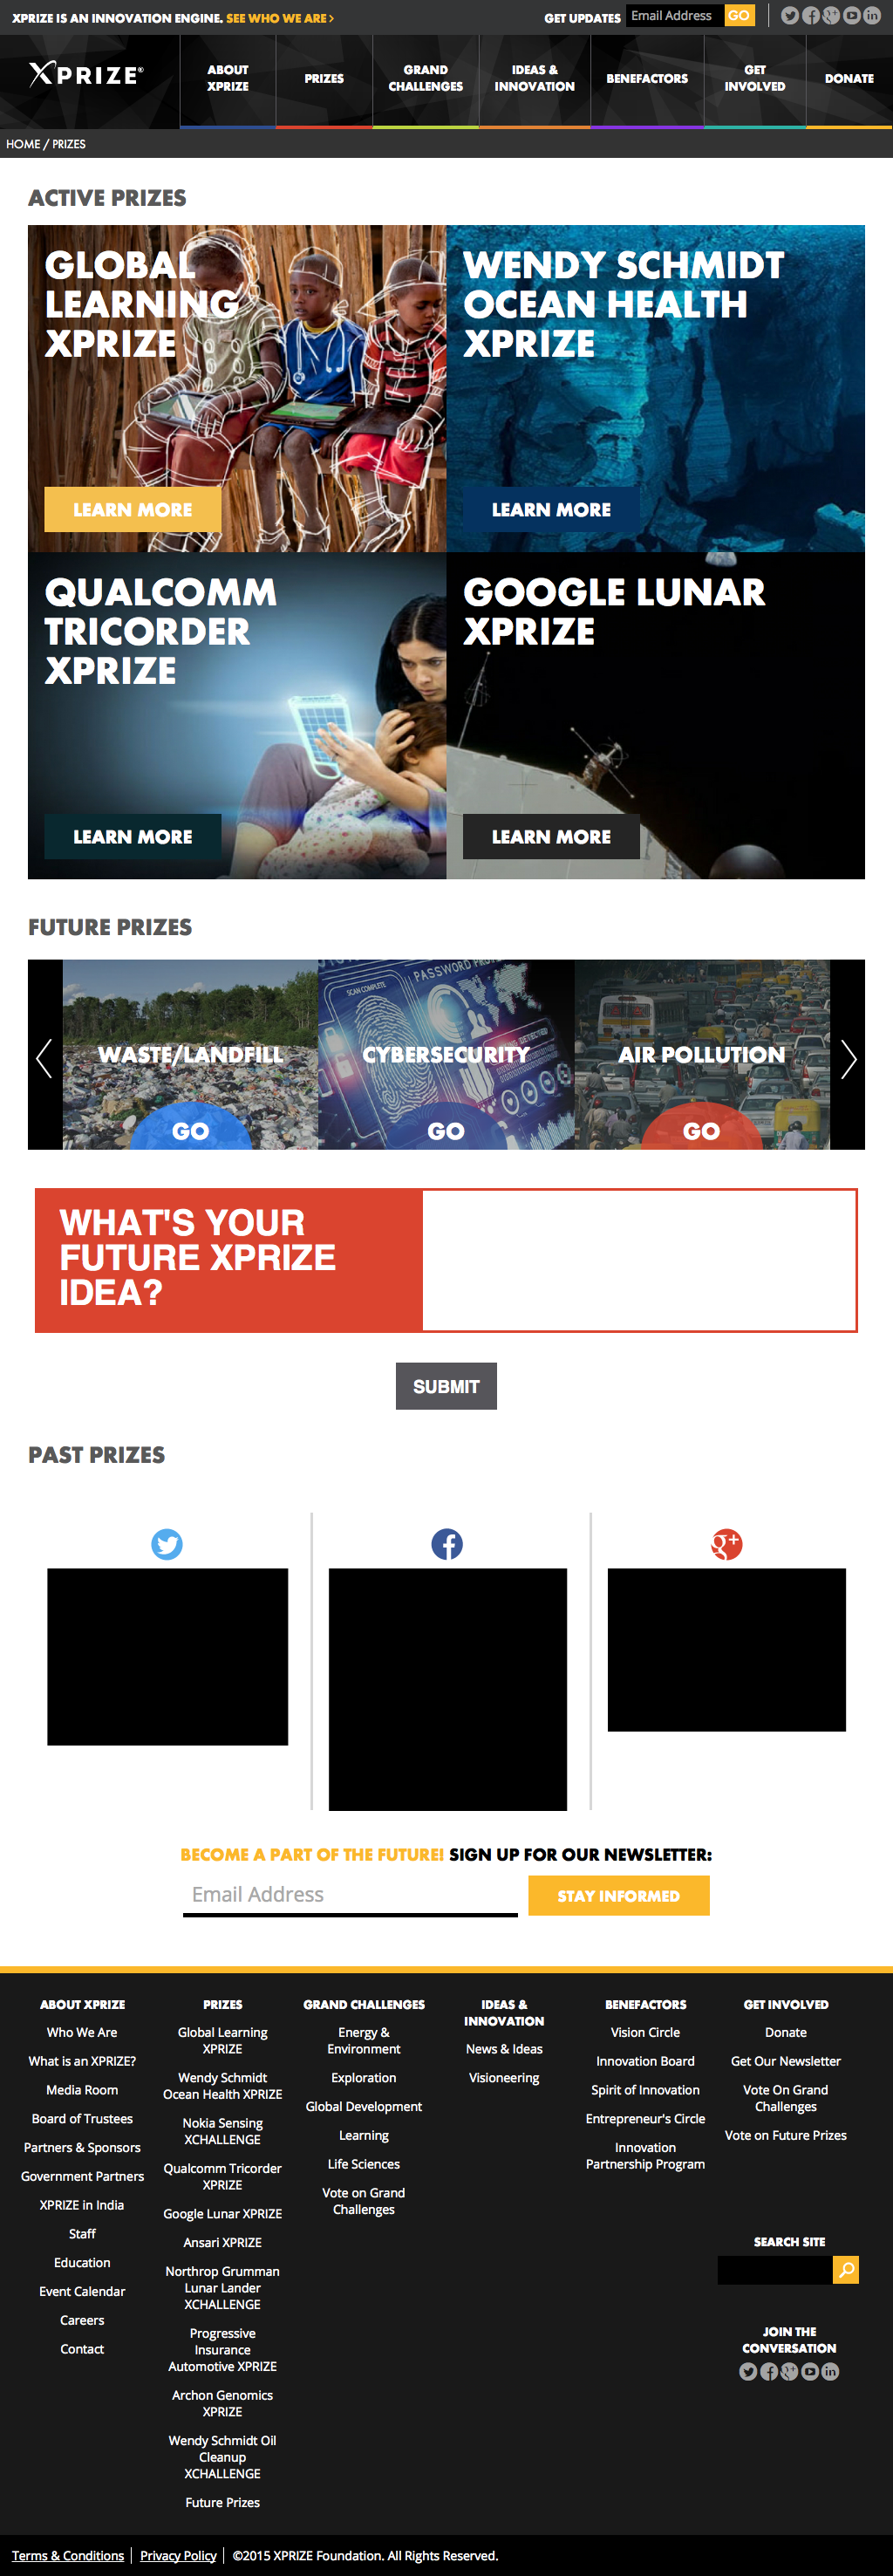 XPRIZE IS AN INNOVATION ENGINE. SEE WHO WE ARE >
GET UPDATES
Email Address
GO
XPRIZE®
ABOUT
XPRIZE
PRIZES
GRAND
CHALLENGES
IDEAS &
INNOVATION
BENEFACTORS
GET
INVOLVED
DONATE
HOME / PRIZES
ACTIVE PRIZES
GLOBAL
LEARNING
XPRIZE
LEARN MORE
WENDY SCHMIDT
OCEAN HEALTH
XPRIZE
LEARN MORE
QUALCOMM
TRICORDER
XPRIZE
LEARN MORE
GOOGLE LUNAR
XPRIZE
LEARN MORE
FUTURE PRIZES
WASTE/LANDFILL
GO
SCAN COMPLETE
CYBERSECURITY
GO
AIR POLLUTION
GO
WHAT'S YOUR
FUTURE XPRIZE
IDEA?
SUBMIT
PAST PRIZES
BECOME A PART OF THE FUTURE! SIGN UP FOR OUR NEWSLETTER:
Email Address
STAY INFORMED
ABOUT XPRIZE
Who We Are
What is an XPRIZE?
Media Room
Board of Trustees
Partners & Sponsors
Government Partners
XPRIZE in India
Staff
Education
Event Calendar
Careers
Contact
PRIZES
Global Learning
XPRIZE
Wendy Schmidt
Ocean Health XPRIZE
Nokia Sensing
XCHALLENGE
Qualcomm Tricorder
XPRIZE
Google Lunar XPRIZE
Ansari XPRIZE
Northrop Grumman
Lunar Lander
XCHALLENGE
Progressive
Insurance
Automotive XPRIZE
Archon Genomics
XPRIZE
Wendy Schmidt Oil
Cleanup
XCHALLENGE
Future Prizes
GRAND CHALLENGES
Energy &
Environment
Exploration
Global Development
Learning
Life Sciences
Vote on Grand
Challenges
IDEAS &
INNOVATION
News & Ideas
Visioneering
BENEFACTORS
Vision Circle
Innovation Board
Spirit of Innovation
Entrepreneur's Circle
Innovation
Partnership Program
GET INVOLVED
Donate
Get Our Newsletter
Vote On Grand
Challenges
Vote on Future Prizes
SEARCH SITE
JOIN THE
CONVERSATION
Terms & Conditions
Privacy Policy
©2015 XPRIZE Foundation. All Rights Reserved.